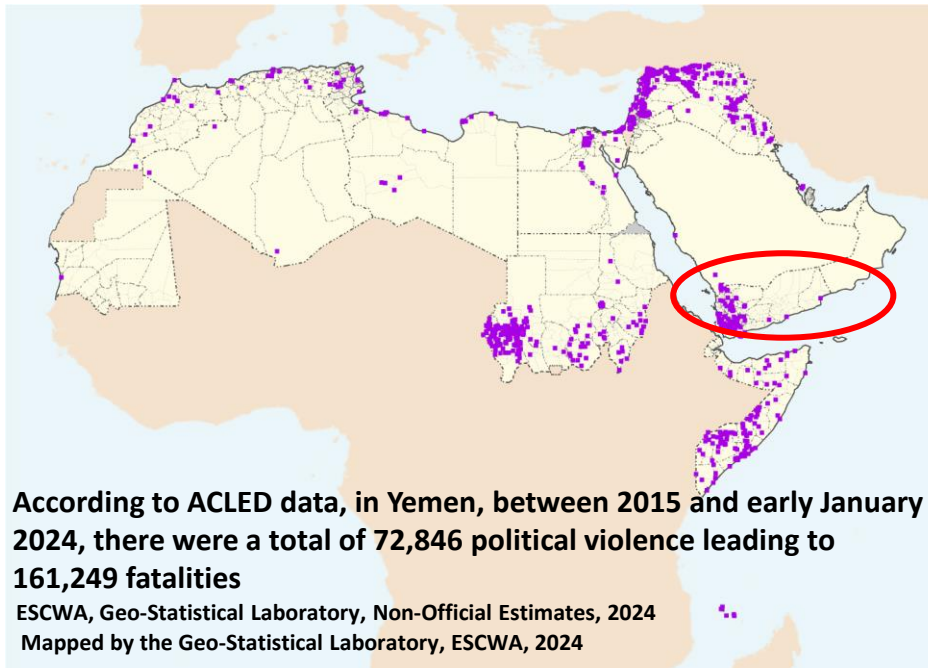 According to ACLED data, in Yemen, between 2015 and early January
2024, there were a total of 72,846 political violence leading to
161,249 fatalities
ESCWA, Geo-Statistical Laboratory, Non-Official Estimates, 2024
Mapped by the Geo-Statistical Laboratory, ESCWA, 2024